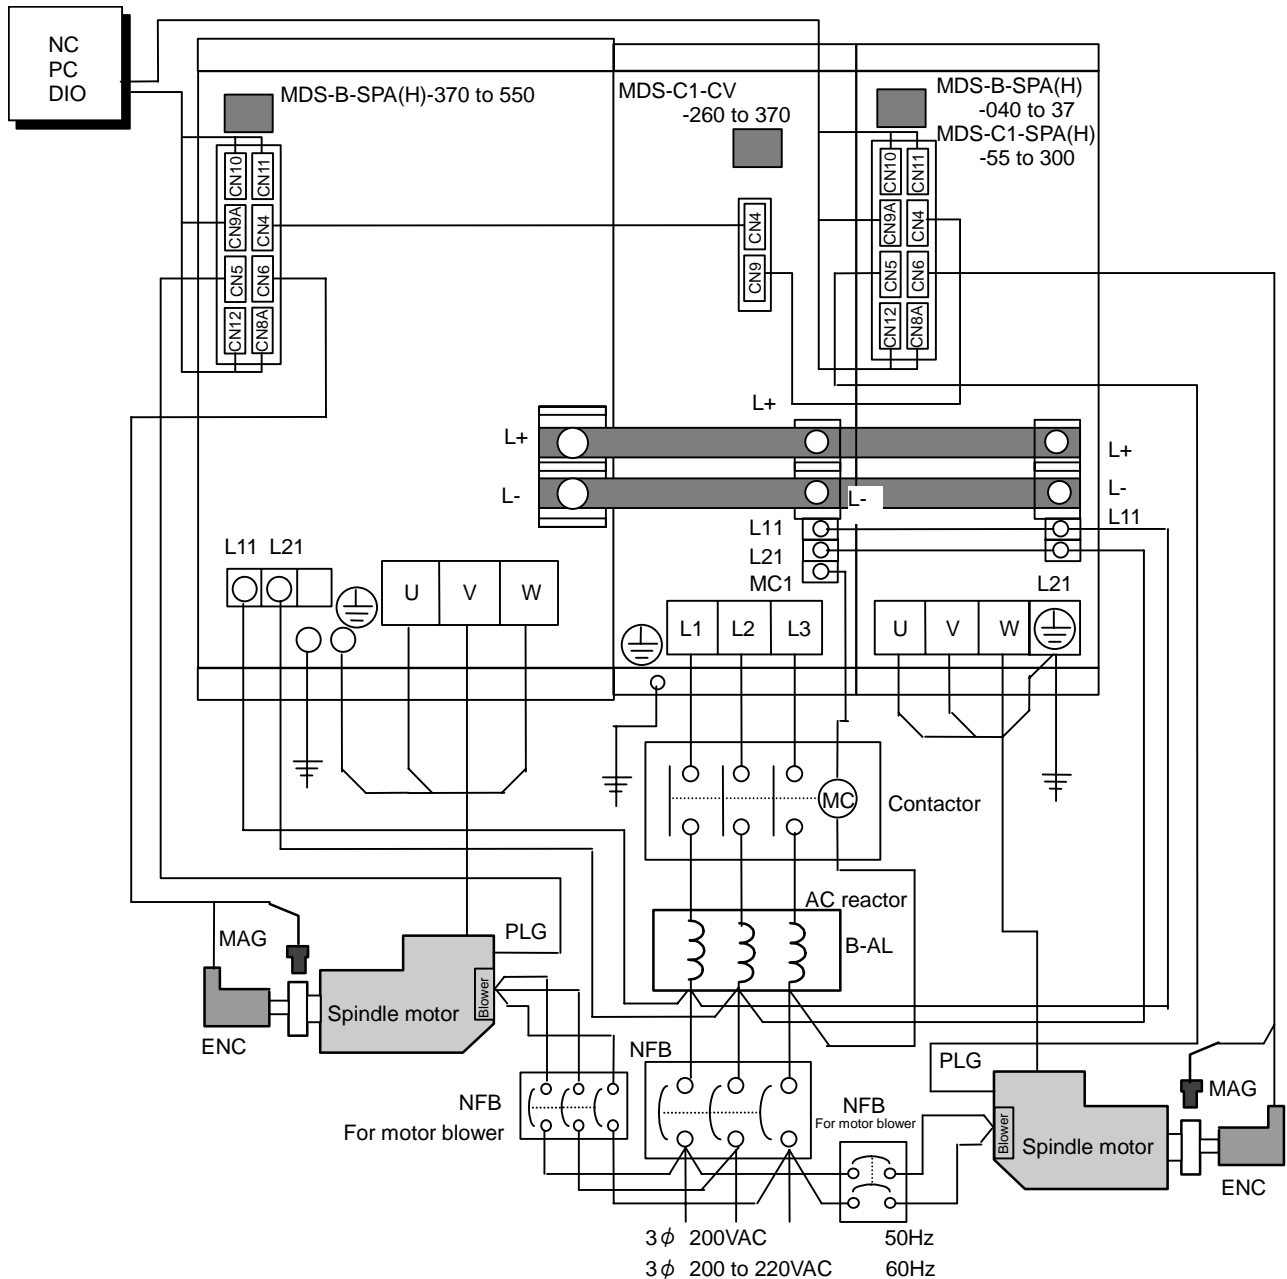 NC
PC
DIO
MDS-B-SPA(H)-370 to 550
MDS-C1-CV
-260 to 370
MDS-B-SPA(H)
-040 to 37
MDS-C1-SPA(H)
-55 to 300
CN10 CN11
CN9A CN4
CN5 CN6
CN12 CN8A
CN4
CN9
CN10 CN11
CN9A CN4
CN5 CN6
CN12 CN8A
L+
L+
L+
L-
L-
L-
L11
L21
MC1
L11
L21
L11 L21
U V W
L1 L2 L3
U V W
MC
Contactor
AC reactor
B-AL
MAG
PLG
Blower
Spindle motor
ENC
NFB
NFB
For motor blower
NFB
For motor blower
PLG
MAG
Blower
Spindle motor
ENC
3ϕ 200VAC 50Hz
3ϕ 200 to 220VAC 60Hz